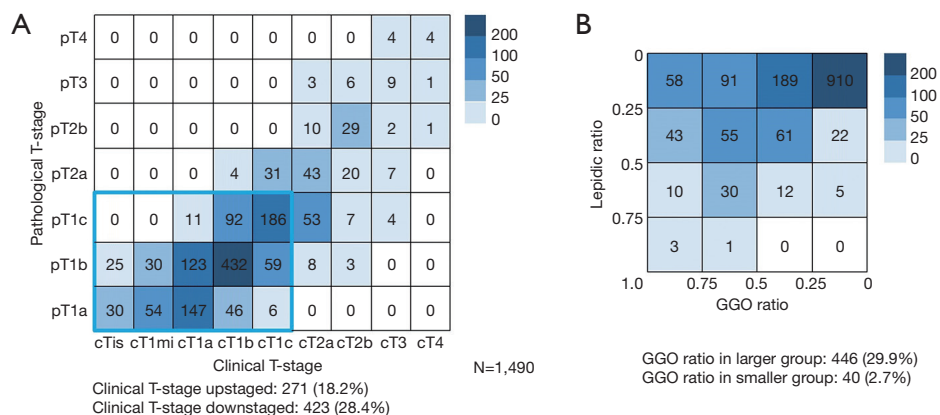 A
B
Pathological T-stage
pT4 0 0 0 0 0 0 0 4 4
pT3 0 0 0 0 0 3 6 9 1
pT2b 0 0 0 0 0 10 29 2 1
pT2a 0 0 0 4 31 43 20 7 0
pT1c 0 0 11 92 186 53 7 4 0
pT1b 25 30 123 432 59 8 3 0 0
pT1a 30 54 147 46 6 0 0 0 0
cTis cT1mi cT1a cT1b cT1c cT2a cT2b cT3 cT4
Clinical T-stage
200
100
50
25
0
N=1,490
Clinical T-stage upstaged: 271 (18.2%)
Clinical T-stage downstaged: 423 (28.4%)
Lepidic ratio
0
58 91 189 910
0.25
43 55 61 22
0.5
10 30 12 5
0.75
3 1 0 0
1.0 0.75 0.5 0.25 0
GGO ratio
200
100
50
25
0
GGO ratio in larger group: 446 (29.9%)
GGO ratio in smaller group: 40 (2.7%)